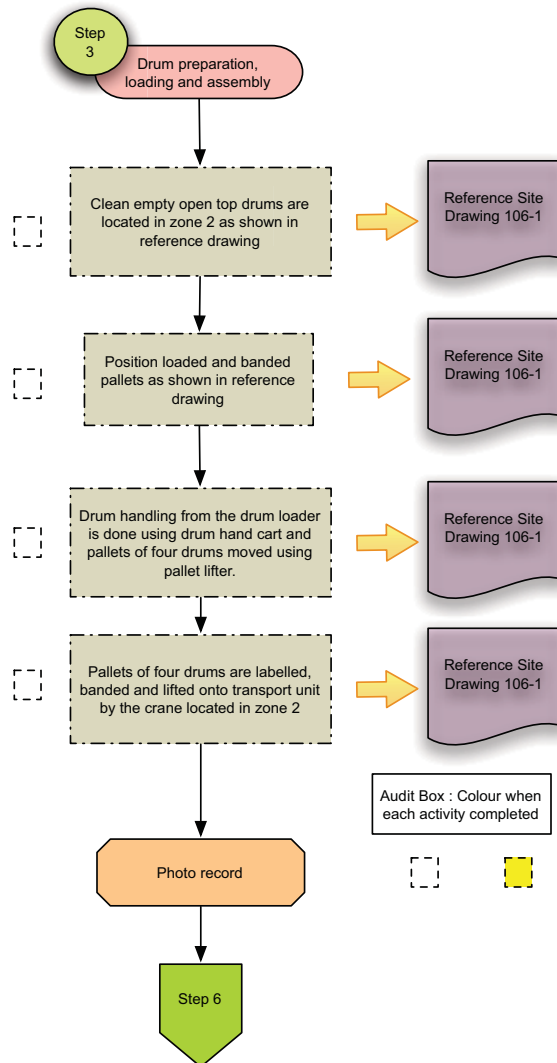 Step
3
Drum preparation,
loading and assembly
Clean empty open top drums are
located in zone 2 as shown in
reference drawing
Reference Site
Drawing 106-1
Position loaded and banded
pallets as shown in reference
drawing
Reference Site
Drawing 106-1
Drum handling from the drum loader
is done using drum hand cart and
pallets of four drums moved using
pallet lifter.
Reference Site
Drawing 106-1
Pallets of four drums are labelled,
banded and lifted onto transport unit
by the crane located in zone 2
Reference Site
Drawing 106-1
Audit Box : Colour when
each activity completed
Photo record
Step 6